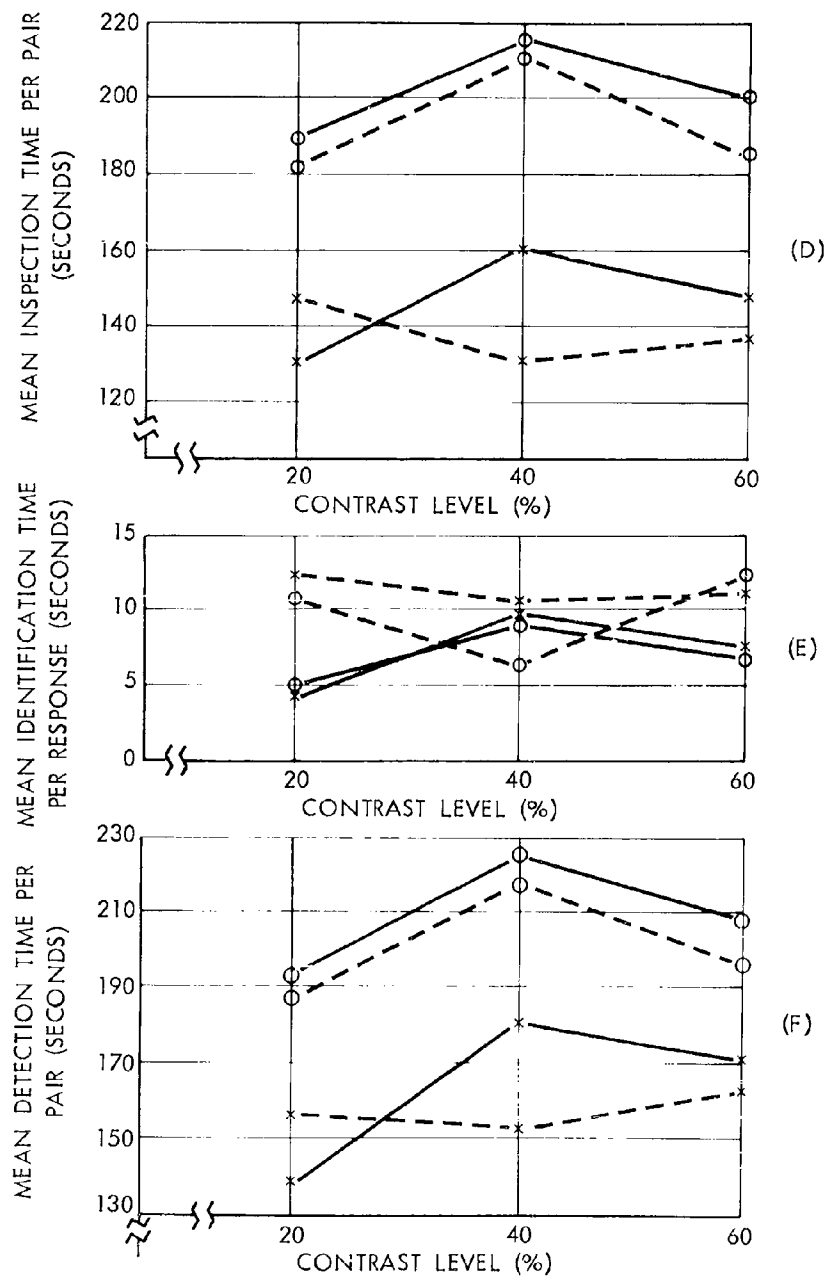 MEAN INSPECTION TIME PER PAIR
(SECONDS)
220
200
180
160
140
120
20
40
60
CONTRAST LEVEL (%)
(D)
MEAN IDENTIFICATION TIME
PER RESPONSE (SECONDS)
15
10
5
0
20
40
60
CONTRAST LEVEL (%)
(E)
MEAN DETECTION TIME PER
PAIR (SECONDS)
230
210
190
170
150
130
20
40
60
CONTRAST LEVEL (%)
(F)